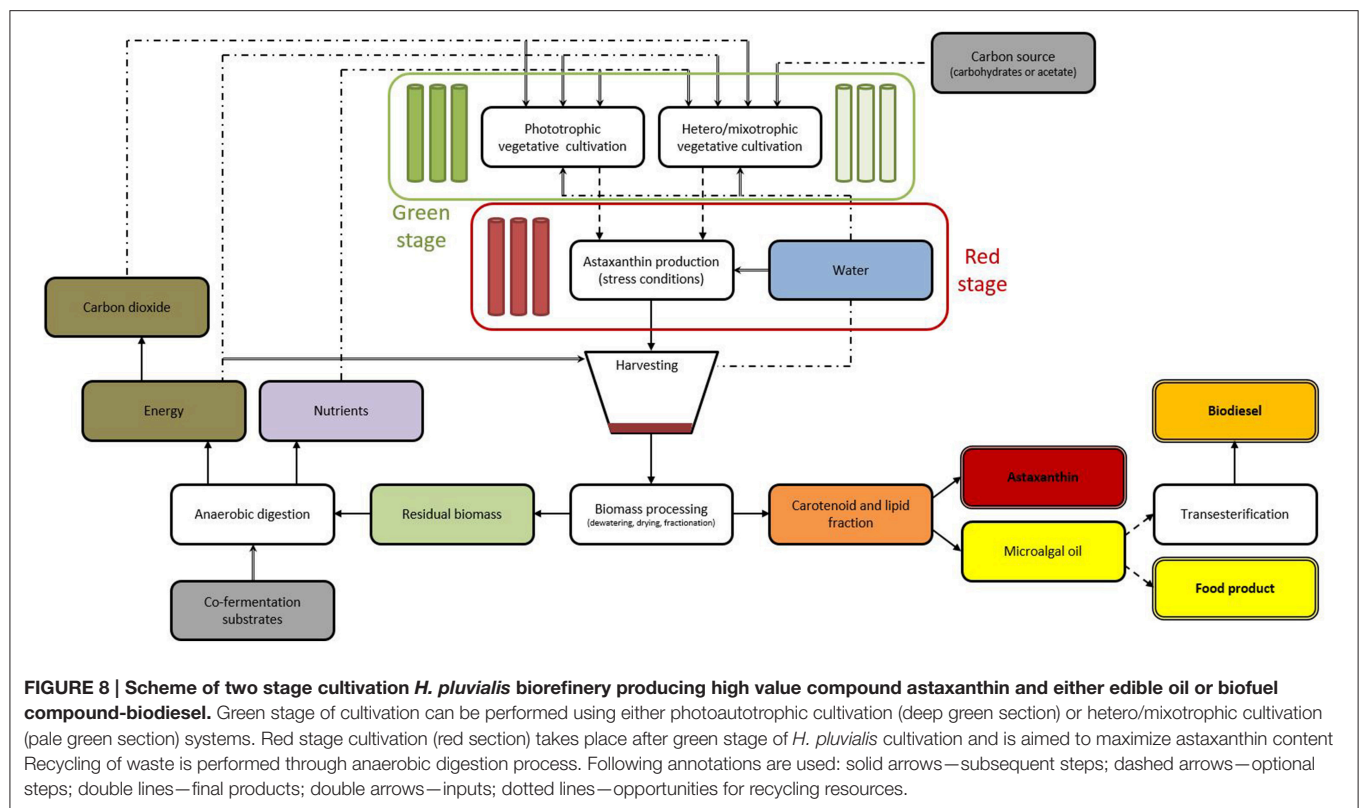 Carbon source
(carbohydrates or acetate)
Phototrophic
vegetative cultivation
Hetero/mixotrophic
vegetative cultivation
Green
stage
Astaxanthin production
(stress conditions)
Water
Red
stage
Carbon dioxide
Harvesting
Energy
Nutrients
Biodiesel
Astaxanthin
Anaerobic digestion
Residual biomass
Biomass processing
(dewatering, drying, fractionation)
Carotenoid and lipid
fraction
Transesterification
Microalgal oil
Food product
Co-fermentation
substrates
FIGURE 8 | Scheme of two stage cultivation H. pluvialis biorefinery producing high value compound astaxanthin and either edible oil or biofuel
compound-biodiesel. Green stage of cultivation can be performed using either photoautotrophic cultivation (deep green section) or hetero/mixotrophic cultivation
(pale green section) systems. Red stage cultivation (red section) takes place after green stage of H. pluvialis cultivation and is aimed to maximize astaxanthin content
Recycling of waste is performed through anaerobic digestion process. Following annotations are used: solid arrows—subsequent steps; dashed arrows—optional
steps; double lines—final products; double arrows—inputs; dotted lines—opportunities for recycling resources.